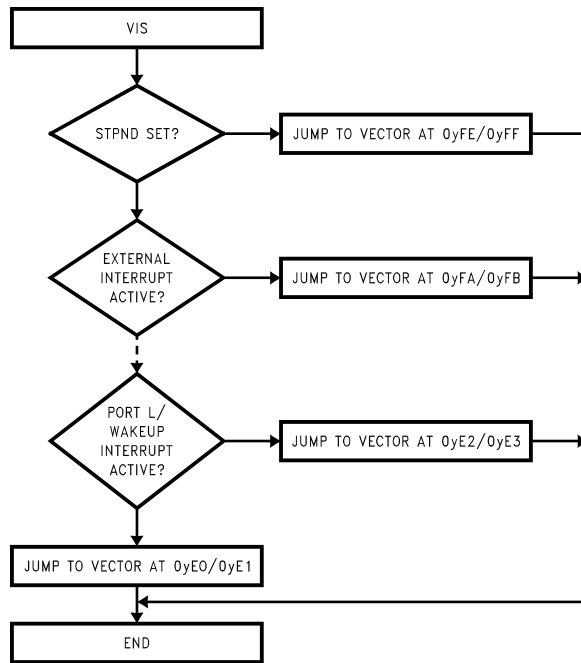 VIS
STPND SET?
JUMP TO VECTOR AT 0yFE/0yFF
EXTERNAL
INTERRUPT
ACTIVE?
JUMP TO VECTOR AT 0yFA/0yFB
PORT L/
WAKEUP
INTERRUPT
ACTIVE?
JUMP TO VECTOR AT 0yE2/0yE3
JUMP TO VECTOR AT 0yE0/0yE1
END